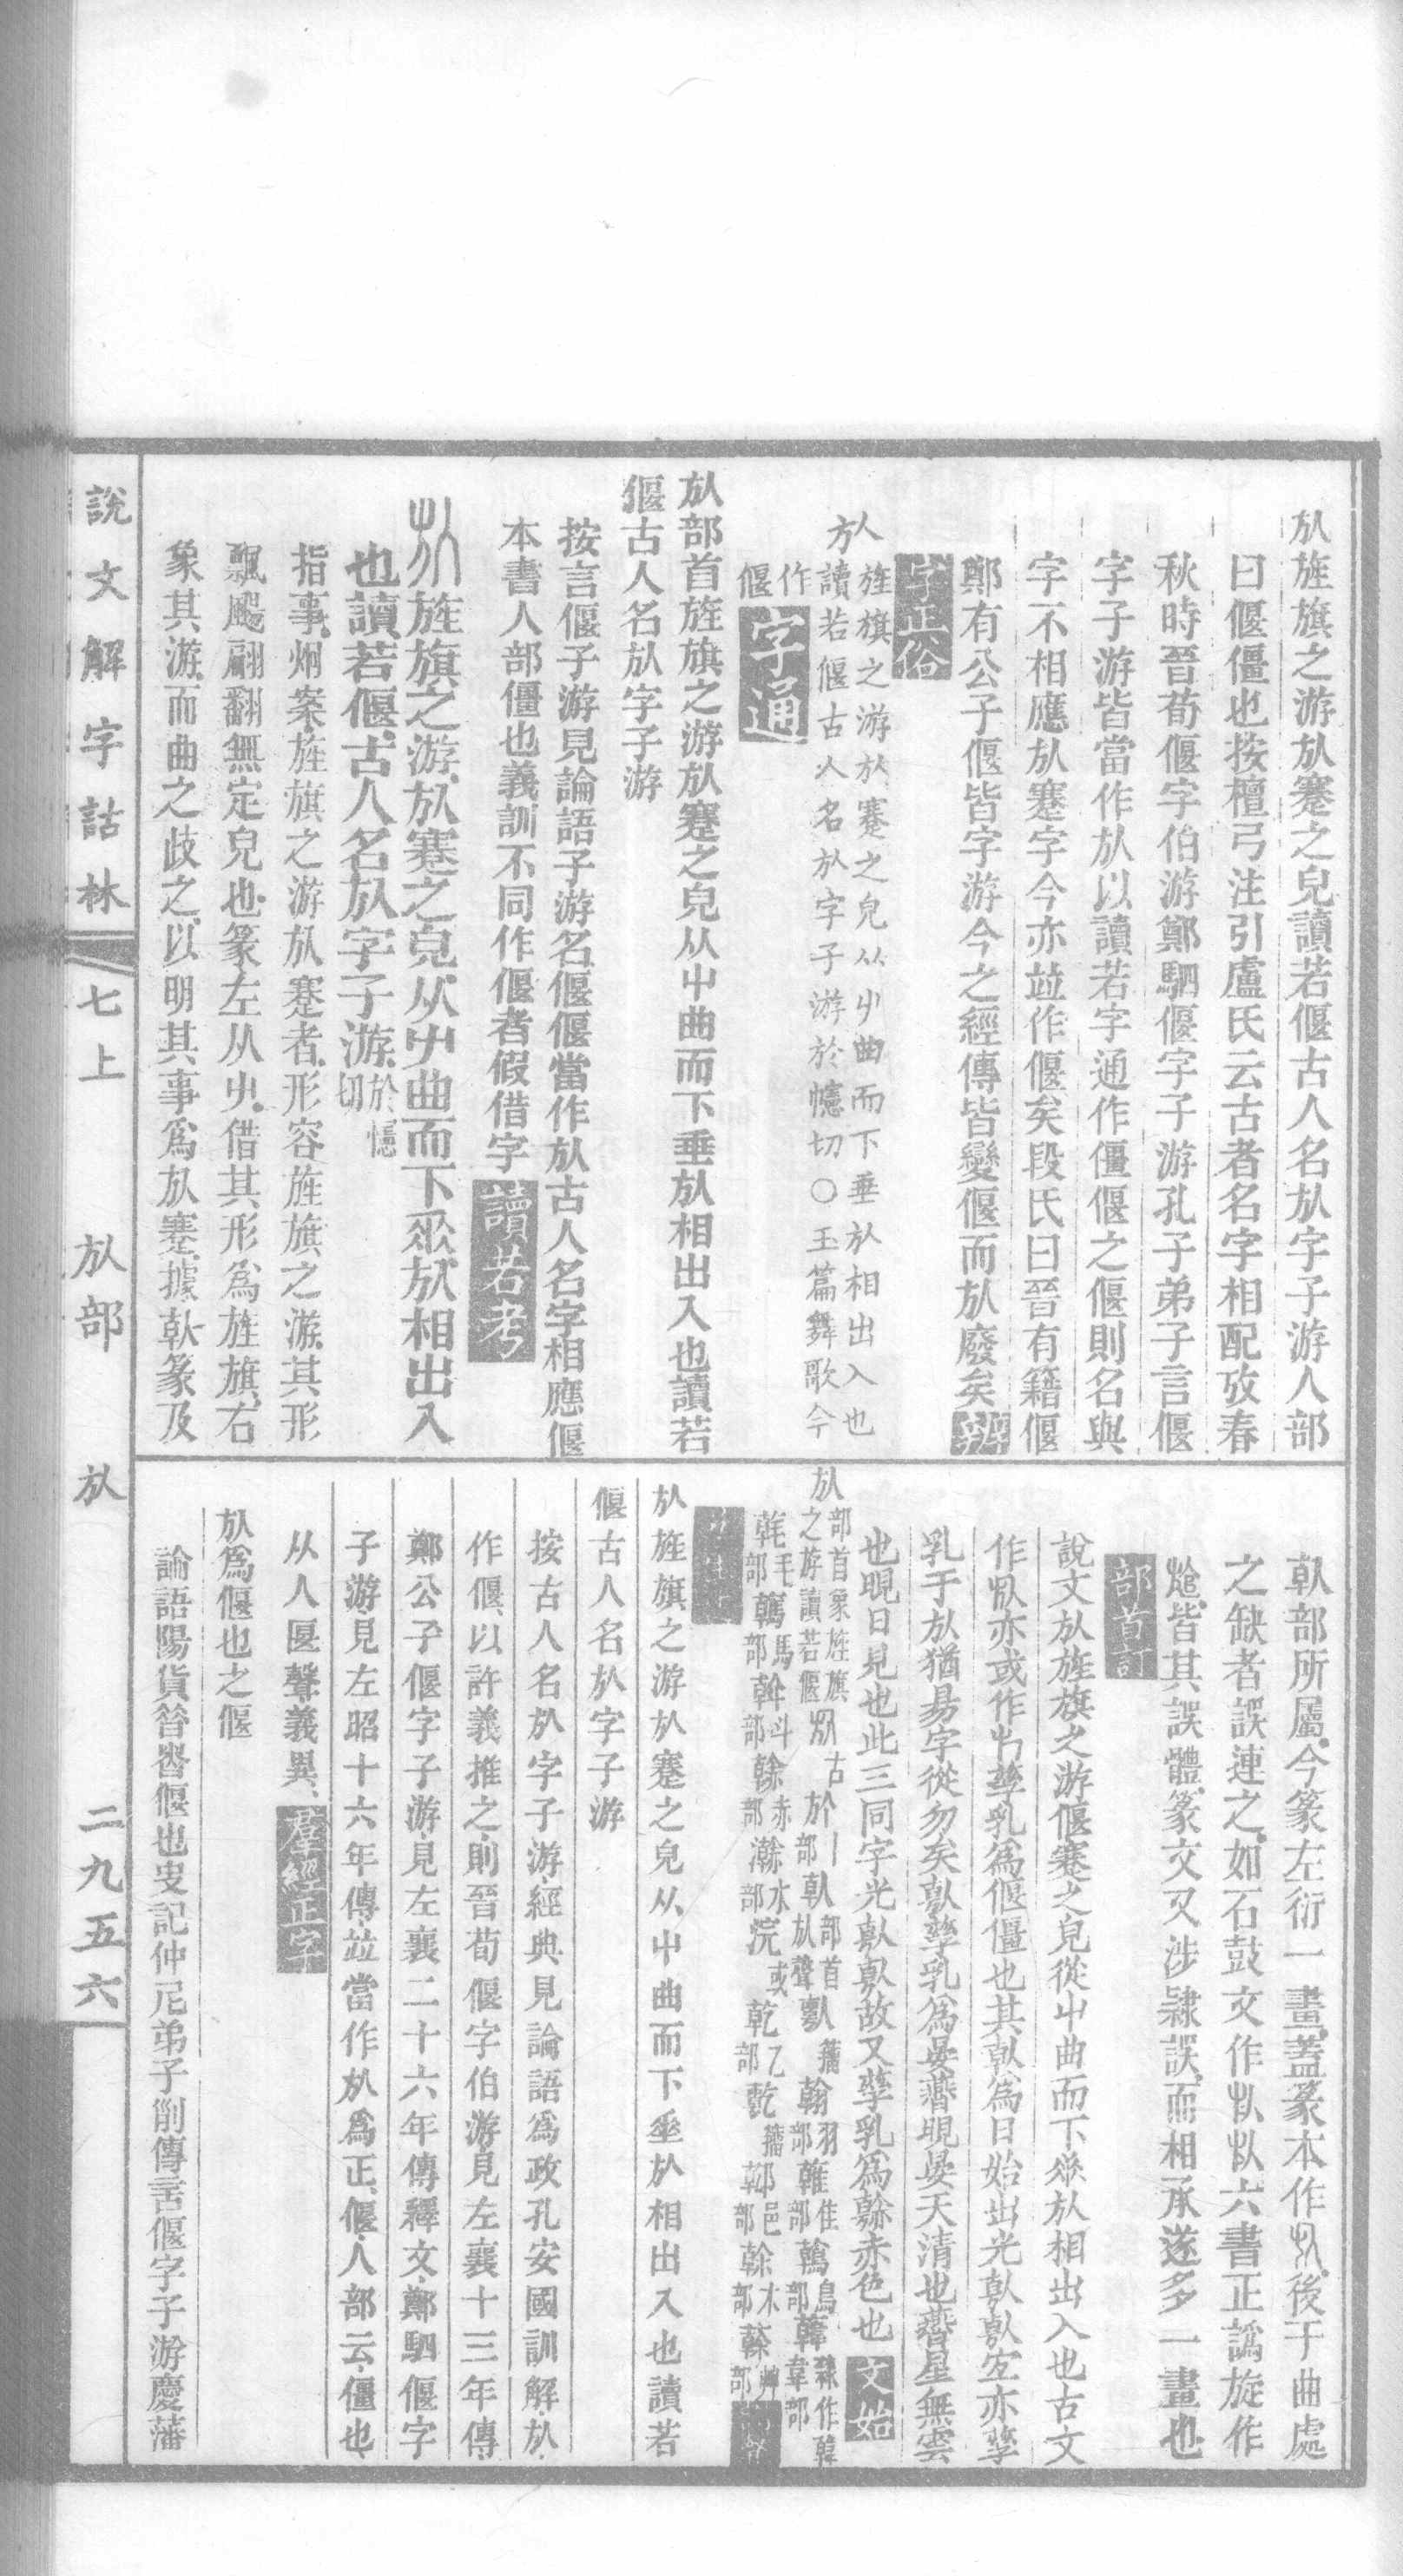 㫃旌旗之游㫃蹇之皃讀若偃古人名㫃字子游人部
曰偃僵也按檀弓注引盧氏云古者名字相配攷春
秋時晉荀偃字伯游鄭駟偃字子游孔子弟子言偃
字子游皆當作㫃以讀若字通作僵偃之偃則名與
字不相應㫃蹇字今亦竝作偃矣段氏曰晉有籍偃
鄭有公子偃皆字游今之經傳皆變偃而㫃廢矣
字正俗
㫃旌旗之游㫃蹇之皃从屮曲而下垂㫃相出入也
讀若偃古人名㫃字子游於幰切○玉篇舞歌今
作偃
字通
㫃部首旌旗之游㫃蹇之皃从屮曲而下垂㫃相出入也讀若
偃古人名㫃字子游
按言偃子游見論語子游名偃偃當作㫃古人名字相應偃
本書人部僵也義訓不同作偃者假借字
讀若考
㫃旌旗之游㫃蹇之皃从屮曲而下𠂹㫃相出入
也讀若偃古人名㫃字子游於幰切
指事炯案旌旗之游㫃蹇者形容旌旗之游其形
飄颺翩翻無定皃也篆左从屮借其形爲旌旗右
象其游而曲之歧之以明其事爲㫃蹇據倝篆及
倝部所屬今篆左衍一畫蓋篆本作㫃後于曲處
之缺者誤連之如石鼓文作㫃㫃六書正譌旋作
皆其誤體篆文又涉隷誤而相承遂多一畫也
部首訂
說文㫃旌旗之游偃蹇之皃從屮曲而下𠂹㫃相出入也古文
作㫃亦或作孳乳爲偃僵也其倝爲日始出光倝倝㝎亦孳
乳于㫃猶昜字從勿矣倝孳乳爲晏䜩晛晏天清也䜩星無雲
也晛日見也此三同字光倝倝故又孳乳爲赤色也
文始
㫃部首象旌旗之游讀若偃古於部倝部首㫃聲籒翰羽部雗隹部鶾鳥部韓韋部隷作韓
毛部馬部斡斗部赤部瀚水部浣或乾乙部籒邑部榦木部艸部
㫃旌旗之游㫃蹇之皃从屮曲而下垂㫃相出入也讀若
偃古人名㫃字子游
按古人名㫃字子游經典見論語爲政孔安國訓解㫃
作偃以許義推之則晉荀偃字伯游見左襄十三年傳
鄭公子偃字子游見左襄二十六年傳釋文鄭駟偃字
子游見左昭十六年傳竝當作㫃爲正偃人部云僵也
从人匽聲義異
羣經正字
㫃爲偃也之偃
論語陽貨釋文偃也史記仲尼弟子列傳言偃字子游慶藩
說文解字詁林
七上
㫃部
㫃
二九五六